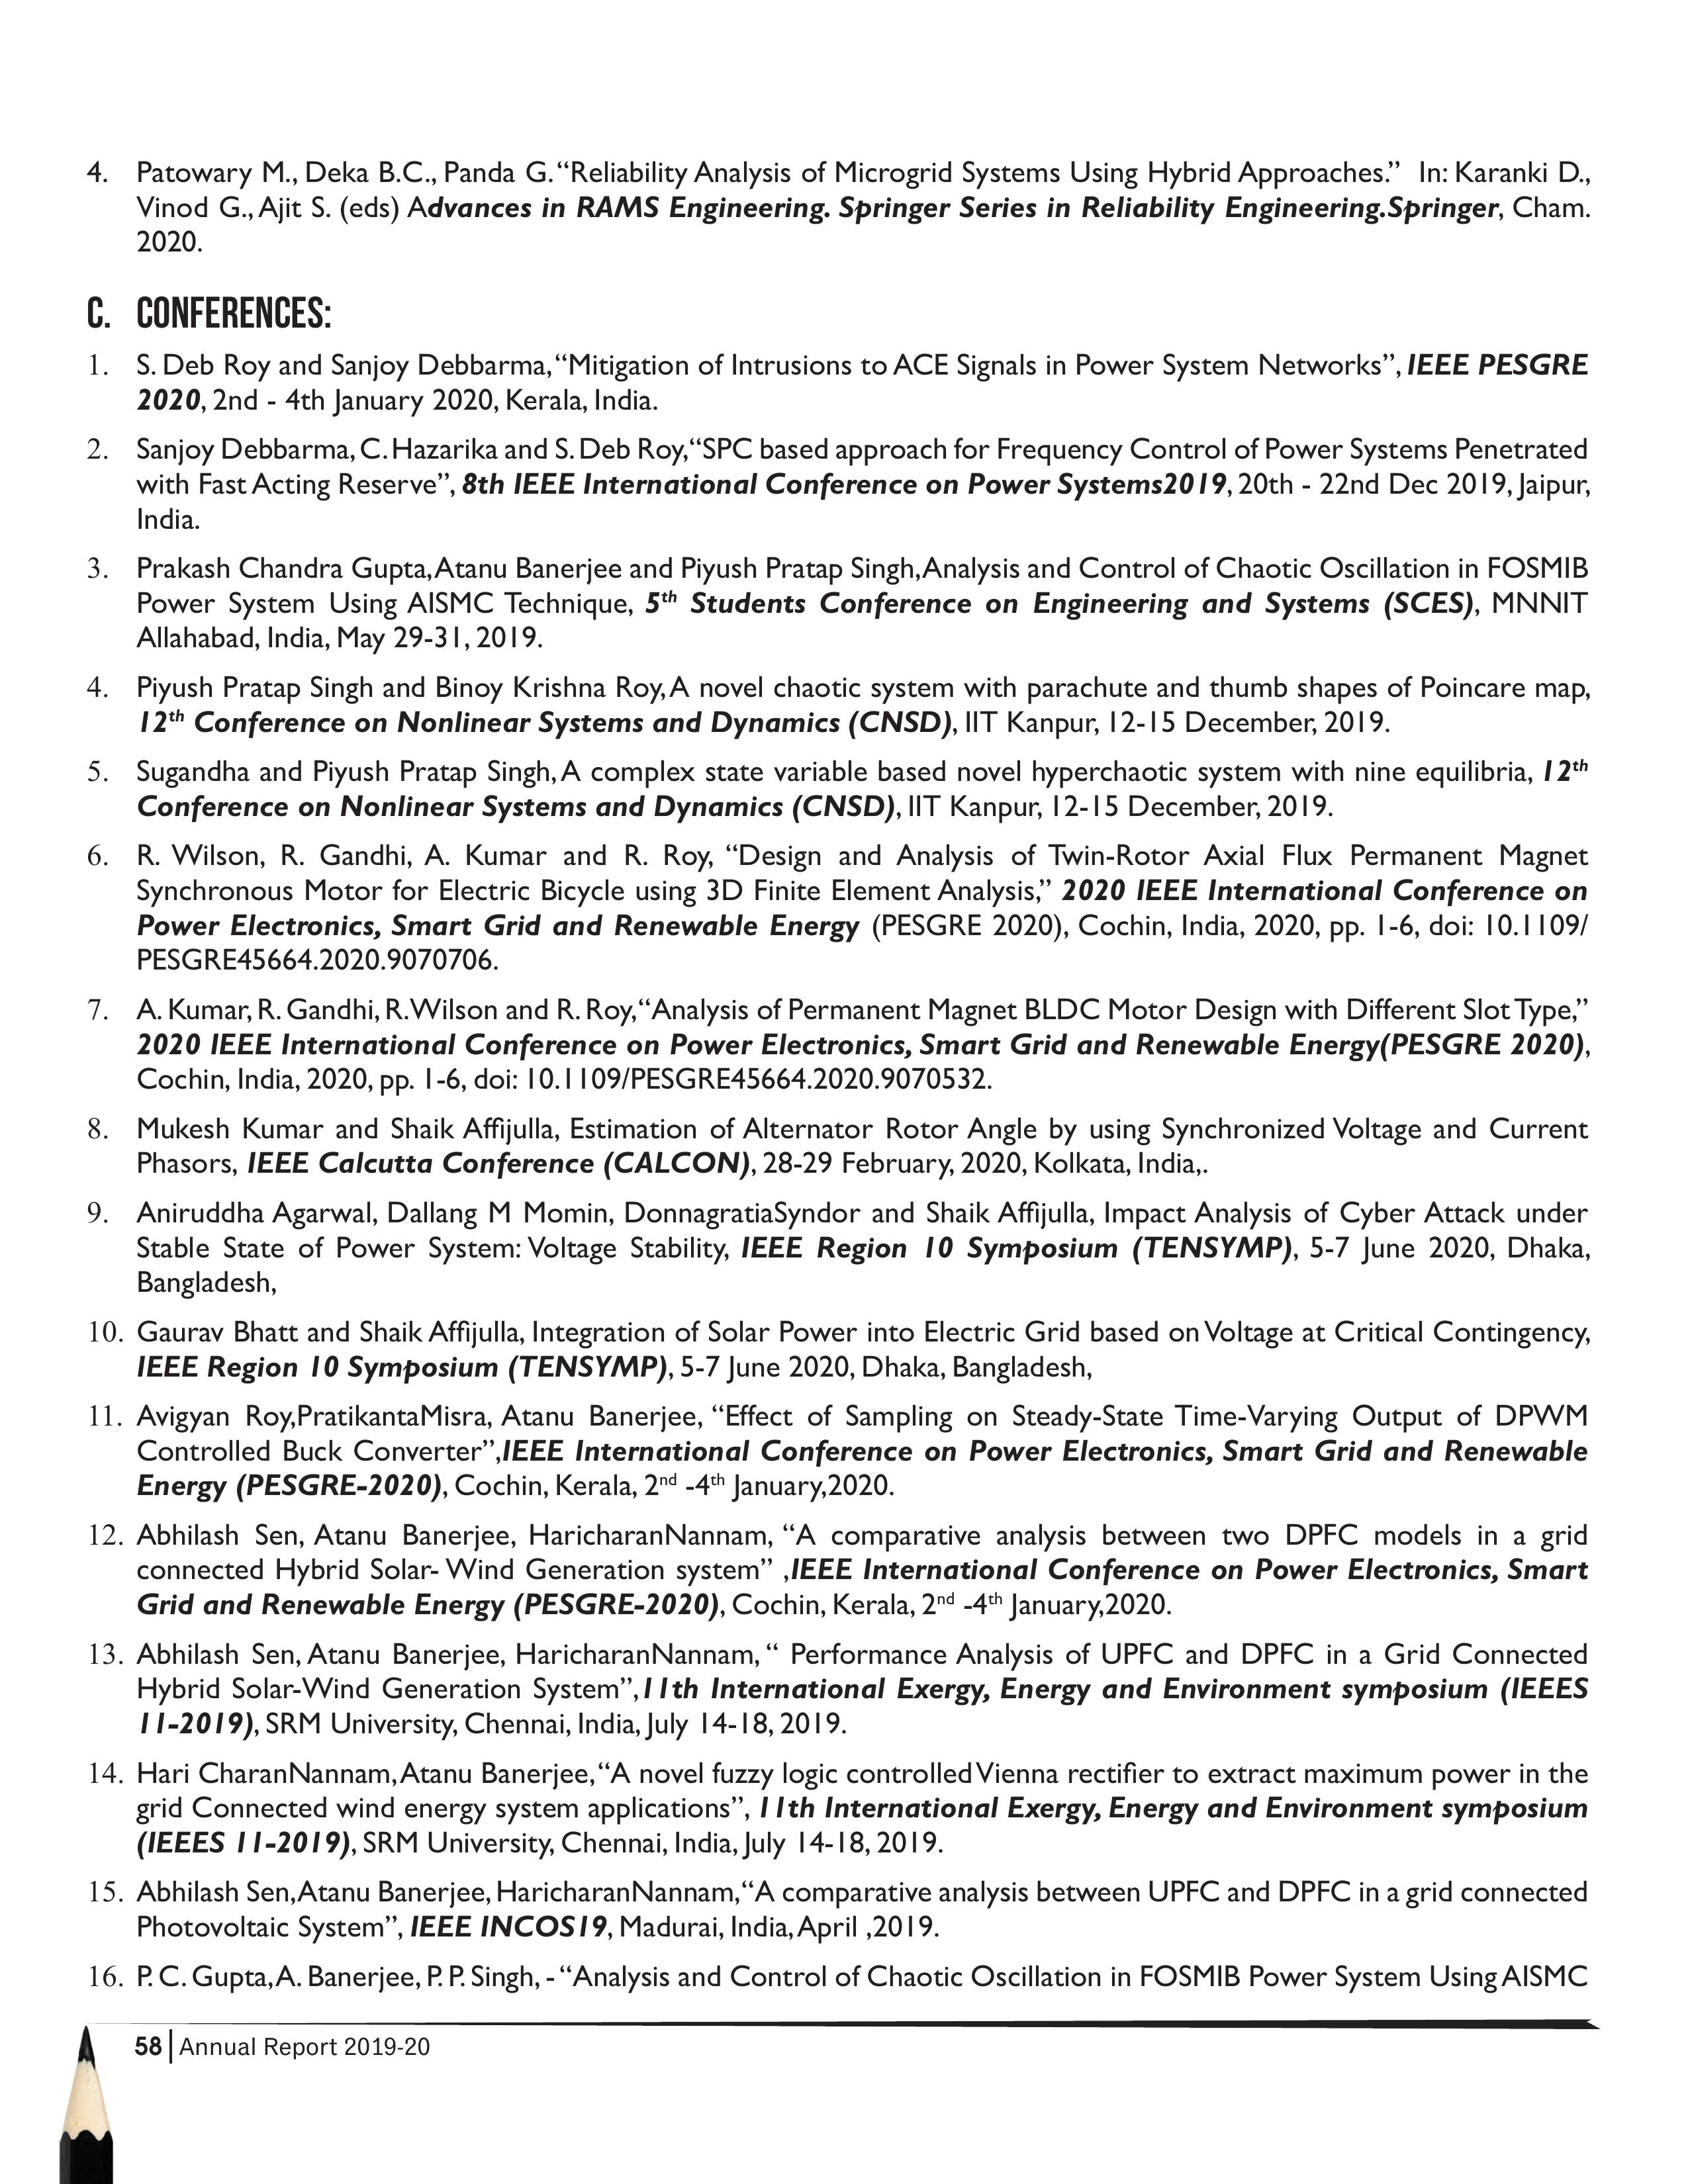 4. Patowary M., Deka B.C., Panda G. “Reliability Analysis of Microgrid Systems Using Hybrid Approaches.” In: Karanki D.,
Vinod G., Ajit S. (eds) Advances in RAMS Engineering. Springer Series in Reliability Engineering.Springer, Cham.
2020.
C. CONFERENCES:
1. S. Deb Roy and Sanjoy Debbarma, “Mitigation of Intrusions to ACE Signals in Power System Networks”, IEEE PESGRE
2020, 2nd - 4th January 2020, Kerala, India.
2. Sanjoy Debbarma, C. Hazarika and S. Deb Roy, “SPC based approach for Frequency Control of Power Systems Penetrated
with Fast Acting Reserve”, 8th IEEE International Conference on Power Systems2019, 20th - 22nd Dec 2019, Jaipur,
India.
3. Prakash Chandra Gupta, Atanu Banerjee and Piyush Pratap Singh, Analysis and Control of Chaotic Oscillation in FOSMIB
Power System Using AISMC Technique, 5th Students Conference on Engineering and Systems (SCES), MNNIT
Allahabad, India, May 29-31, 2019.
4. Piyush Pratap Singh and Binoy Krishna Roy, A novel chaotic system with parachute and thumb shapes of Poincare map,
12th Conference on Nonlinear Systems and Dynamics (CNSD), IIT Kanpur, 12-15 December, 2019.
5. Sugandha and Piyush Pratap Singh, A complex state variable based novel hyperchaotic system with nine equilibria, 12th
Conference on Nonlinear Systems and Dynamics (CNSD), IIT Kanpur, 12-15 December, 2019.
6. R. Wilson, R. Gandhi, A. Kumar and R. Roy, “Design and Analysis of Twin-Rotor Axial Flux Permanent Magnet
Synchronous Motor for Electric Bicycle using 3D Finite Element Analysis,” 2020 IEEE International Conference on
Power Electronics, Smart Grid and Renewable Energy (PESGRE 2020), Cochin, India, 2020, pp. 1-6, doi: 10.1109/
PESGRE45664.2020.9070706.
7. A. Kumar, R. Gandhi, R. Wilson and R. Roy, “Analysis of Permanent Magnet BLDC Motor Design with Different Slot Type,”
2020 IEEE International Conference on Power Electronics, Smart Grid and Renewable Energy(PESGRE 2020),
Cochin, India, 2020, pp. 1-6, doi: 10.1109/PESGRE45664.2020.9070532.
8. Mukesh Kumar and Shaik Affijulla, Estimation of Alternator Rotor Angle by using Synchronized Voltage and Current
Phasors, IEEE Calcutta Conference (CALCON), 28-29 February, 2020, Kolkata, India,.
9. Aniruddha Agarwal, Dallang M Momin, DonnagratiaSyndor and Shaik Affijulla, Impact Analysis of Cyber Attack under
Stable State of Power System: Voltage Stability, IEEE Region 10 Symposium (TENSYMP), 5-7 June 2020, Dhaka,
Bangladesh,
10. Gaurav Bhatt and Shaik Affijulla, Integration of Solar Power into Electric Grid based on Voltage at Critical Contingency,
IEEE Region 10 Symposium (TENSYMP), 5-7 June 2020, Dhaka, Bangladesh,
11. Avigyan Roy,PratikantaMisra, Atanu Banerjee, “Effect of Sampling on Steady-State Time-Varying Output of DPWM
Controlled Buck Converter”,IEEE International Conference on Power Electronics, Smart Grid and Renewable
Energy (PESGRE-2020), Cochin, Kerala, 2nd -4th January,2020.
12. Abhilash Sen, Atanu Banerjee, HaricharanNannam, “A comparative analysis between two DPFC models in a grid
connected Hybrid Solar- Wind Generation system” ,IEEE International Conference on Power Electronics, Smart
Grid and Renewable Energy (PESGRE-2020), Cochin, Kerala, 2nd -4th January,2020.
13. Abhilash Sen, Atanu Banerjee, HaricharanNannam, “ Performance Analysis of UPFC and DPFC in a Grid Connected
Hybrid Solar-Wind Generation System”, 11th International Exergy, Energy and Environment symposium (IEEES
11-2019), SRM University, Chennai, India, July 14-18, 2019.
14. Hari CharanNannam, Atanu Banerjee, “A novel fuzzy logic controlled Vienna rectifier to extract maximum power in the
grid Connected wind energy system applications”, 11th International Exergy, Energy and Environment symposium
(IEEES 11-2019), SRM University, Chennai, India, July 14-18, 2019.
15. Abhilash Sen, Atanu Banerjee, HaricharanNannam, “A comparative analysis between UPFC and DPFC in a grid connected
Photovoltaic System”, IEEE INCOS19, Madurai, India, April ,2019.
16. P. C. Gupta, A. Banerjee, P. P. Singh, - “Analysis and Control of Chaotic Oscillation in FOSMIB Power System Using AISMC
58 Annual Report 2019-20